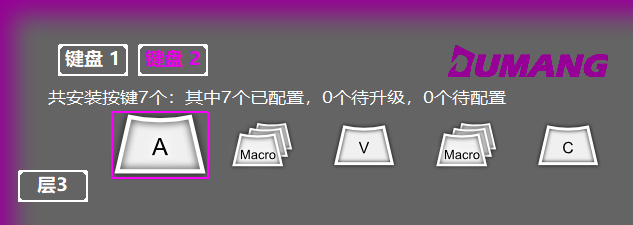 键盘 1 键盘 2 DUMANG
共安装按键7个：其中7个已配置，0个待升级，0个待配置
A Macro V Macro C
层3